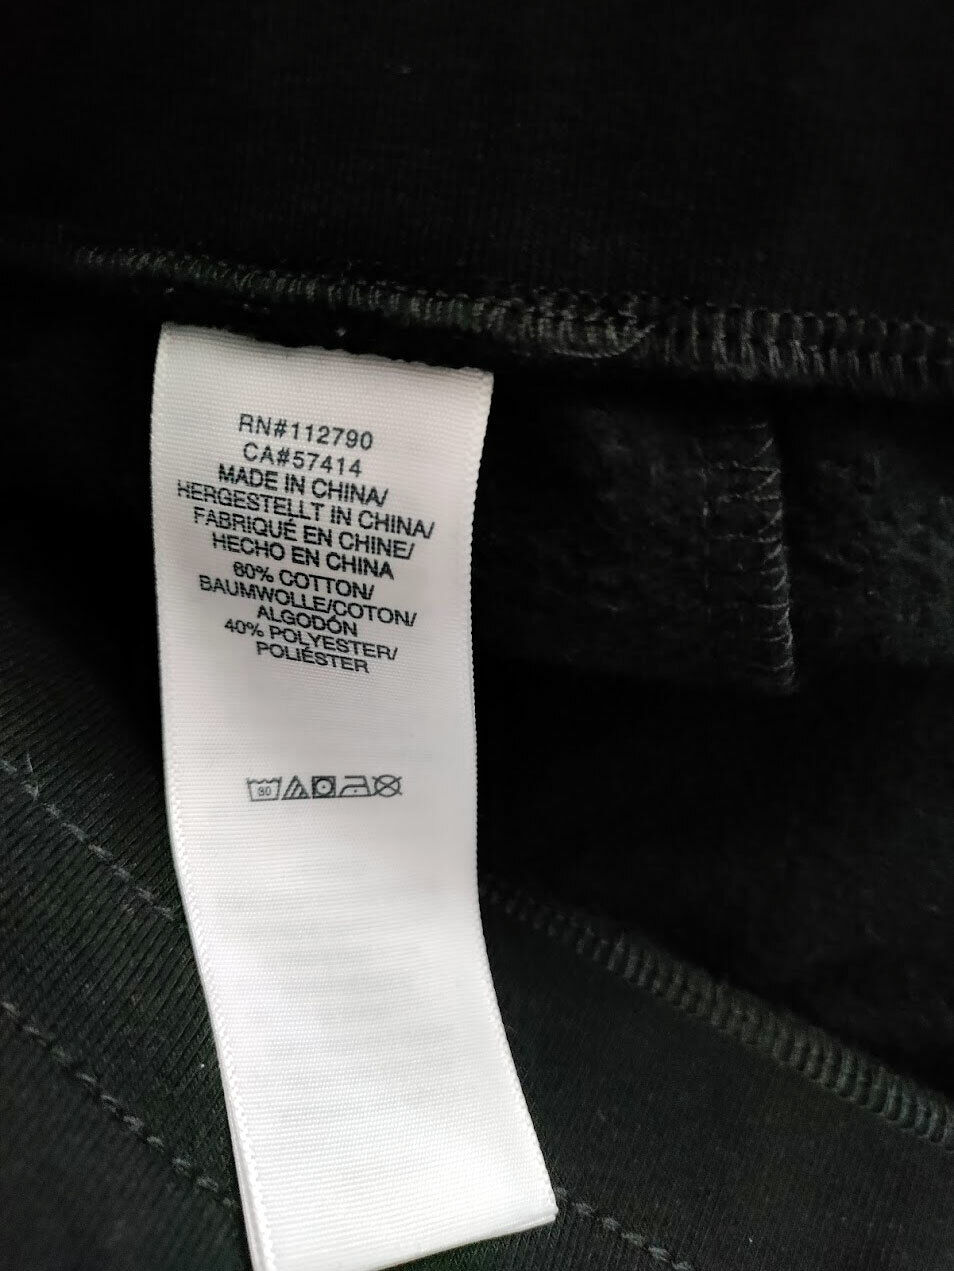 RN#112790
CA#57414
MADE IN CHINA/
HERGESTELLT IN CHINA/
FABRIQUÉ EN CHINE/
HECHO EN CHINA
60% COTTON/
BAUMWOLLE/COTON/
ALGODÓN
40% POLYESTER/
POLIÉSTER
30